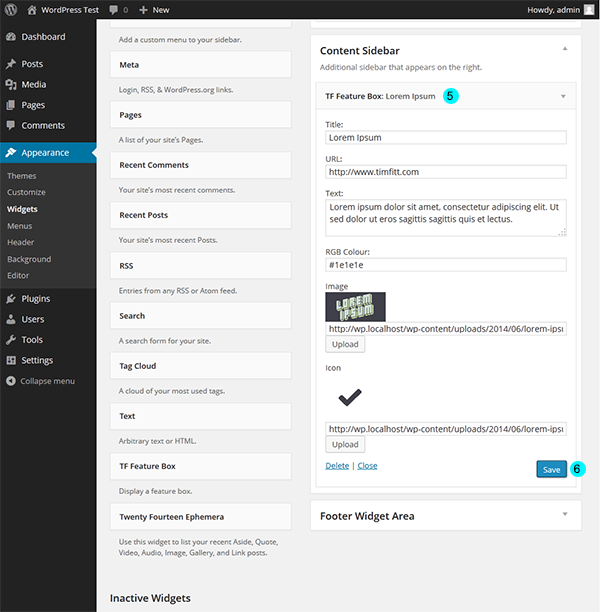 WordPress Test
0
New
Howdy, admin
Dashboard
Posts
Media
Pages
Comments
Appearance
Themes
Customize
Widgets
Menus
Header
Background
Editor
Plugins
Users
Tools
Settings
Collapse menu
Add a custom menu to your sidebar.
Meta
Login, RSS, & WordPress.org links.
Pages
A list of your site's Pages.
Recent Comments
Your site's most recent comments.
Recent Posts
Your site's most recent Posts.
RSS
Entries from any RSS or Atom feed.
Search
A search form for your site.
Tag Cloud
A cloud of your most used tags.
Text
Arbitrary text or HTML.
TF Feature Box
Display a feature box.
Twenty Fourteen Ephemera
Use this widget to list your recent Aside, Quote,
Video, Audio, Image, Gallery, and Link posts.
Inactive Widgets
Content Sidebar
Additional sidebar that appears on the right.
TF Feature Box: Lorem Ipsum 5
Title:
Lorem Ipsum
URL:
http://www.timfitt.com
Text:
Lorem ipsum dolor sit amet, consectetur adipiscing elit. Ut
sed dolor ut eros sagittis sagittis quis et lectus.
RGB Colour:
#1e1e1e
Image
LOREM
IPSUM
http://wp.localhost/wp-content/uploads/2014/06/lorem-ipsu
Upload
Icon
http://wp.localhost/wp-content/uploads/2014/06/lorem-ipsu
Upload
Delete | Close
Save 6
Footer Widget Area